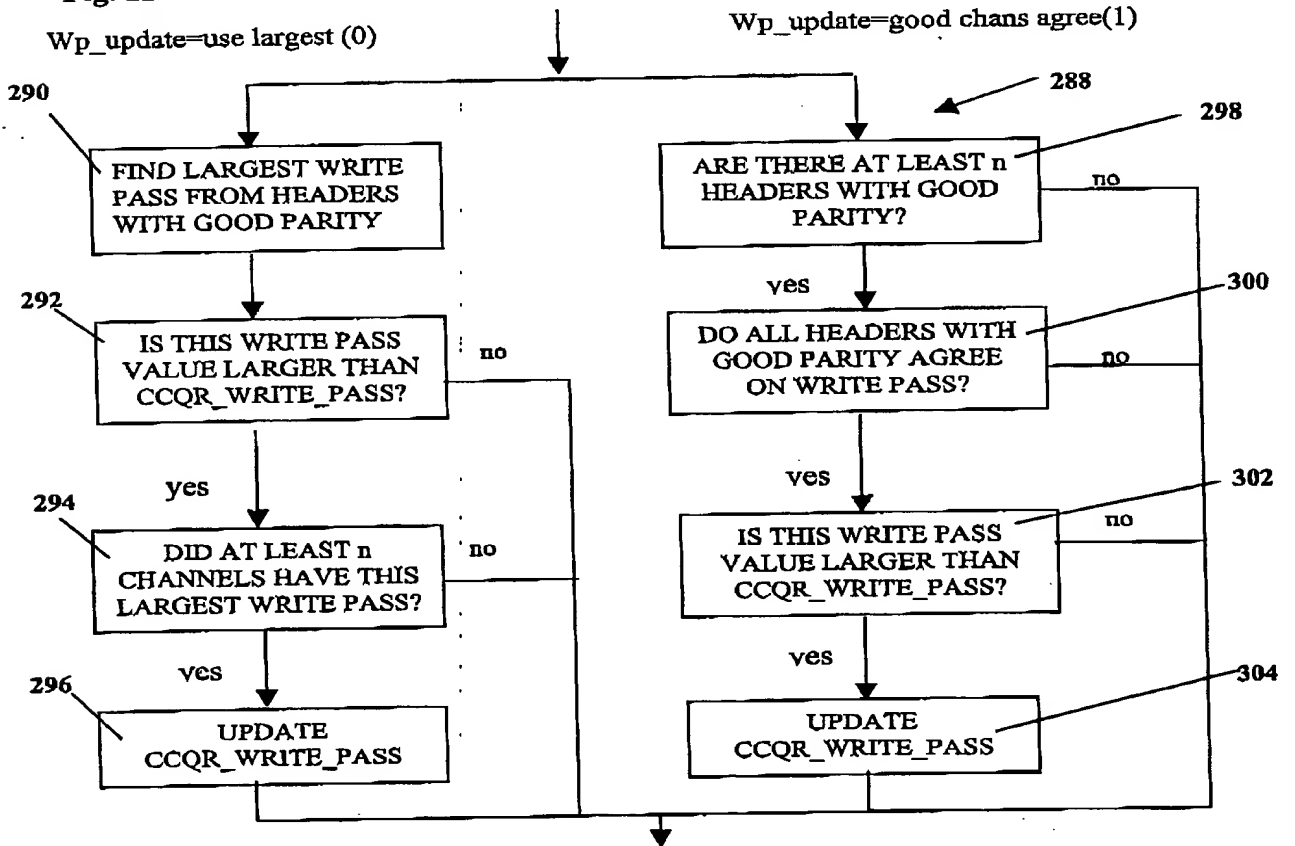 Wp_update=use largest (0)
Wp_update=good chans agree(1)
288
290
FIND LARGEST WRITE
PASS FROM HEADERS
WITH GOOD PARITY
298
ARE THERE AT LEAST n
HEADERS WITH GOOD
PARITY?
no
yes
292
IS THIS WRITE PASS
VALUE LARGER THAN
CCQR_WRITE_PASS?
no
yes
300
DO ALL HEADERS WITH
GOOD PARITY AGREE
ON WRITE PASS?
no
yes
294
DID AT LEAST n
CHANNELS HAVE THIS
LARGEST WRITE PASS?
no
yes
302
IS THIS WRITE PASS
VALUE LARGER THAN
CCQR_WRITE_PASS?
no
yes
296
UPDATE
CCQR_WRITE_PASS
304
UPDATE
CCQR_WRITE_PASS